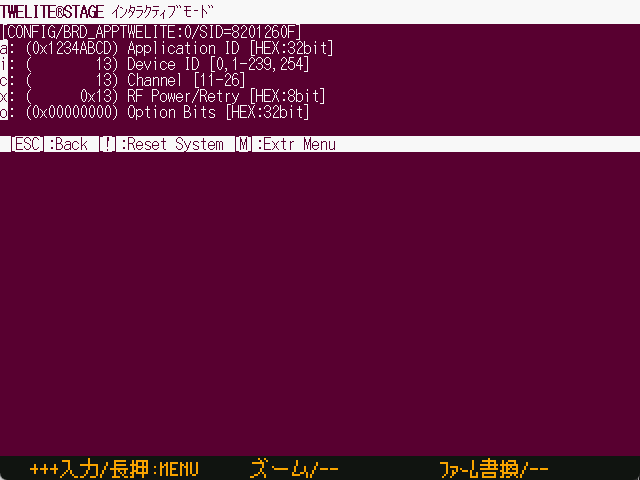 TWELITE®STAGE ｲﾝﾀﾗｸﾃｨﾌﾞﾓｰﾄﾞ
[CONFIG/BRD_APPTWELITE:0/SID=8201260F]
a: (0x1234ABCD) Application ID [HEX:32bit]
i: (        13) Device ID [0,1-239,254]
c: (        13) Channel [11-26]
x: (      0x13) RF Power/Retry [HEX:8bit]
o: (0x00000000) Option Bits [HEX:32bit]
[ESC]:Back [!]:Reset System [M]:Extr Menu
+++入力/長押:MENU ズーム/-- ﾌｧｰﾑ書換/--